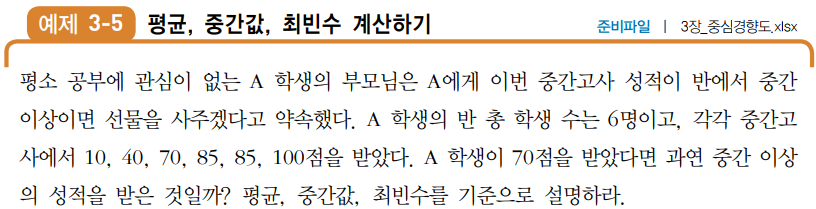 예제 3-5 평균, 중간값, 최빈수 계산하기 준비파일 | 3장_중심경향도.xlsx
평소 공부에 관심이 없는 A 학생의 부모님은 A에게 이번 중간고사 성적이 반에서 중간
이상이면 선물을 사주겠다고 약속했다. A 학생의 반 총 학생 수는 6명이고, 각각 중간고
사에서 10, 40, 70, 85, 85, 100점을 받았다. A 학생이 70점을 받았다면 과연 중간 이상
의 성적을 받은 것일까? 평균, 중간값, 최빈수를 기준으로 설명하라.